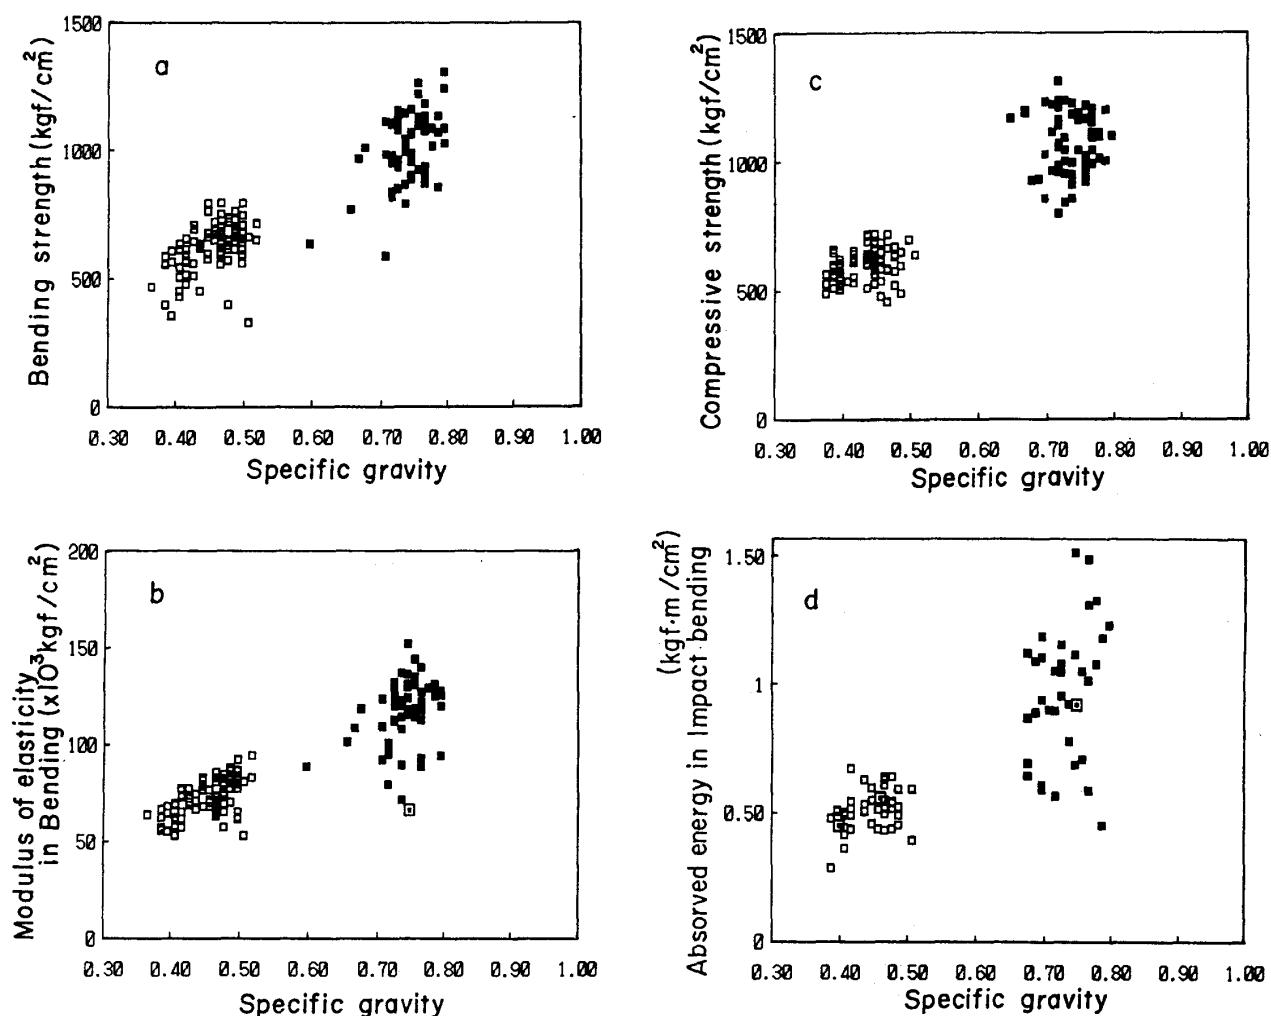 1500
1000
500
0
Bending strength(kgf/cm²)
a
0.30 0.40 0.50 0.60 0.70 0.80 0.90 1.00
Specific gravity
1500
1000
500
0
Compressive strength(kgf/cm²)
c
0.30 0.40 0.50 0.60 0.70 0.80 0.90 1.00
Specific gravity
200
150
100
50
0
Modulus of elasticity
in Bending (x10³kgf/cm²)
b
0.30 0.40 0.50 0.60 0.70 0.80 0.90 1.00
Specific gravity
1.50
1
0.50
0
Absorved energy in Impact bending
(kgf·m/cm²)
d
0.30 0.40 0.50 0.60 0.70 0.80 0.90 1.00
Specific gravity